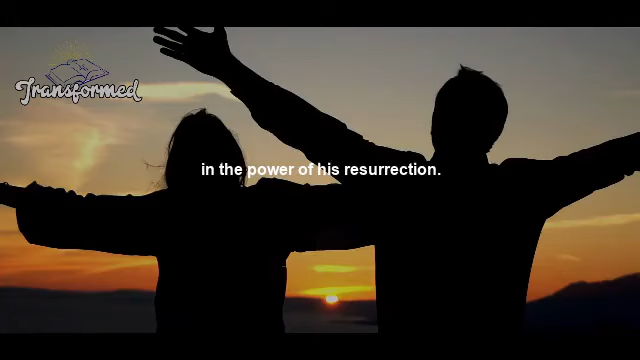 Transformed
in the power of his resurrection.